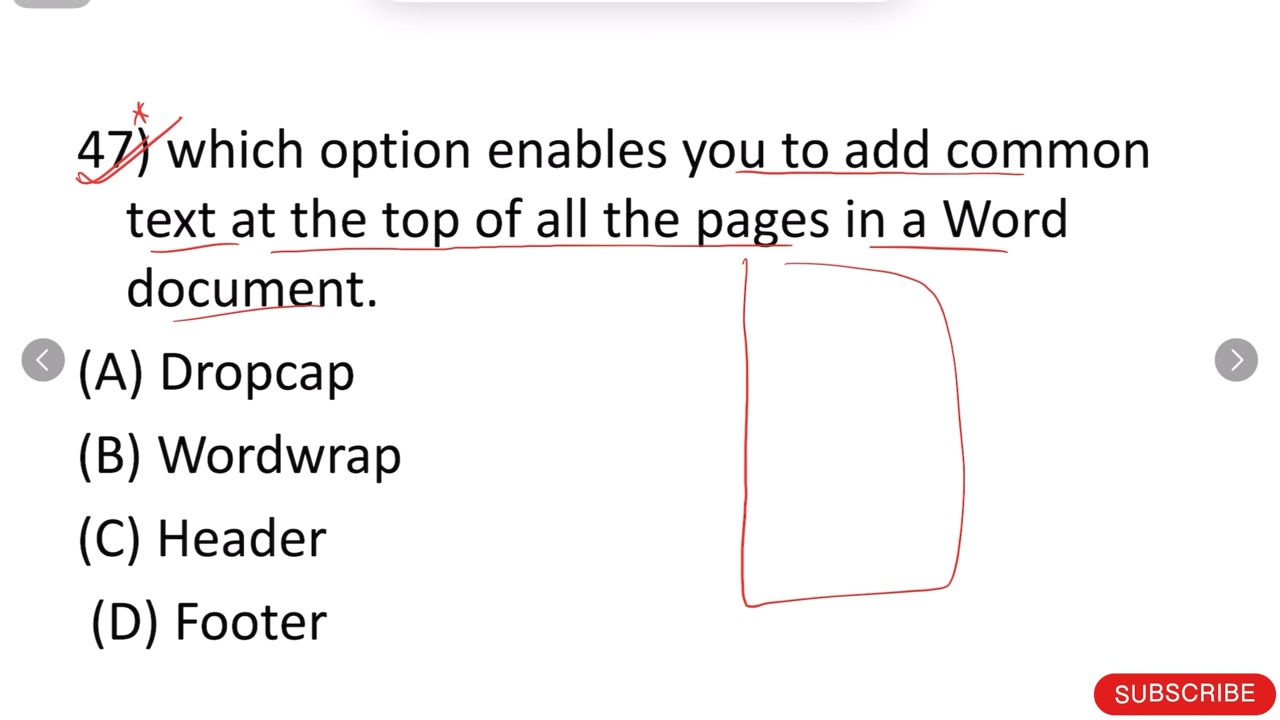 47) which option enables you to add common
text at the top of all the pages in a Word
document.
(A) Dropcap
(B) Wordwrap
(C) Header
(D) Footer
SUBSCRIBE